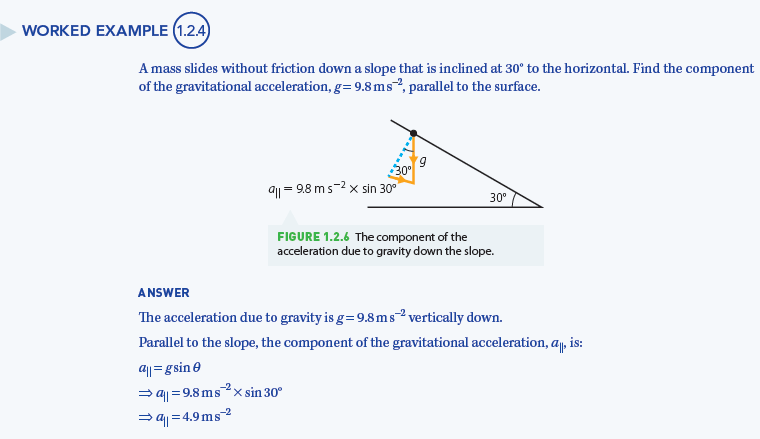 WORKED EXAMPLE 1.2.4
A mass slides without friction down a slope that is inclined at 30° to the horizontal. Find the component
of the gravitational acceleration, g = 9.8 m s⁻², parallel to the surface.
g
30°
a|| = 9.8 m s⁻² × sin 30°
30°
FIGURE 1.2.6 The component of the
acceleration due to gravity down the slope.
ANSWER
The acceleration due to gravity is g = 9.8 m s⁻² vertically down.
Parallel to the slope, the component of the gravitational acceleration, a||, is:
a|| = g sin θ
⇒ a|| = 9.8 m s⁻² × sin 30°
⇒ a|| = 4.9 m s⁻²